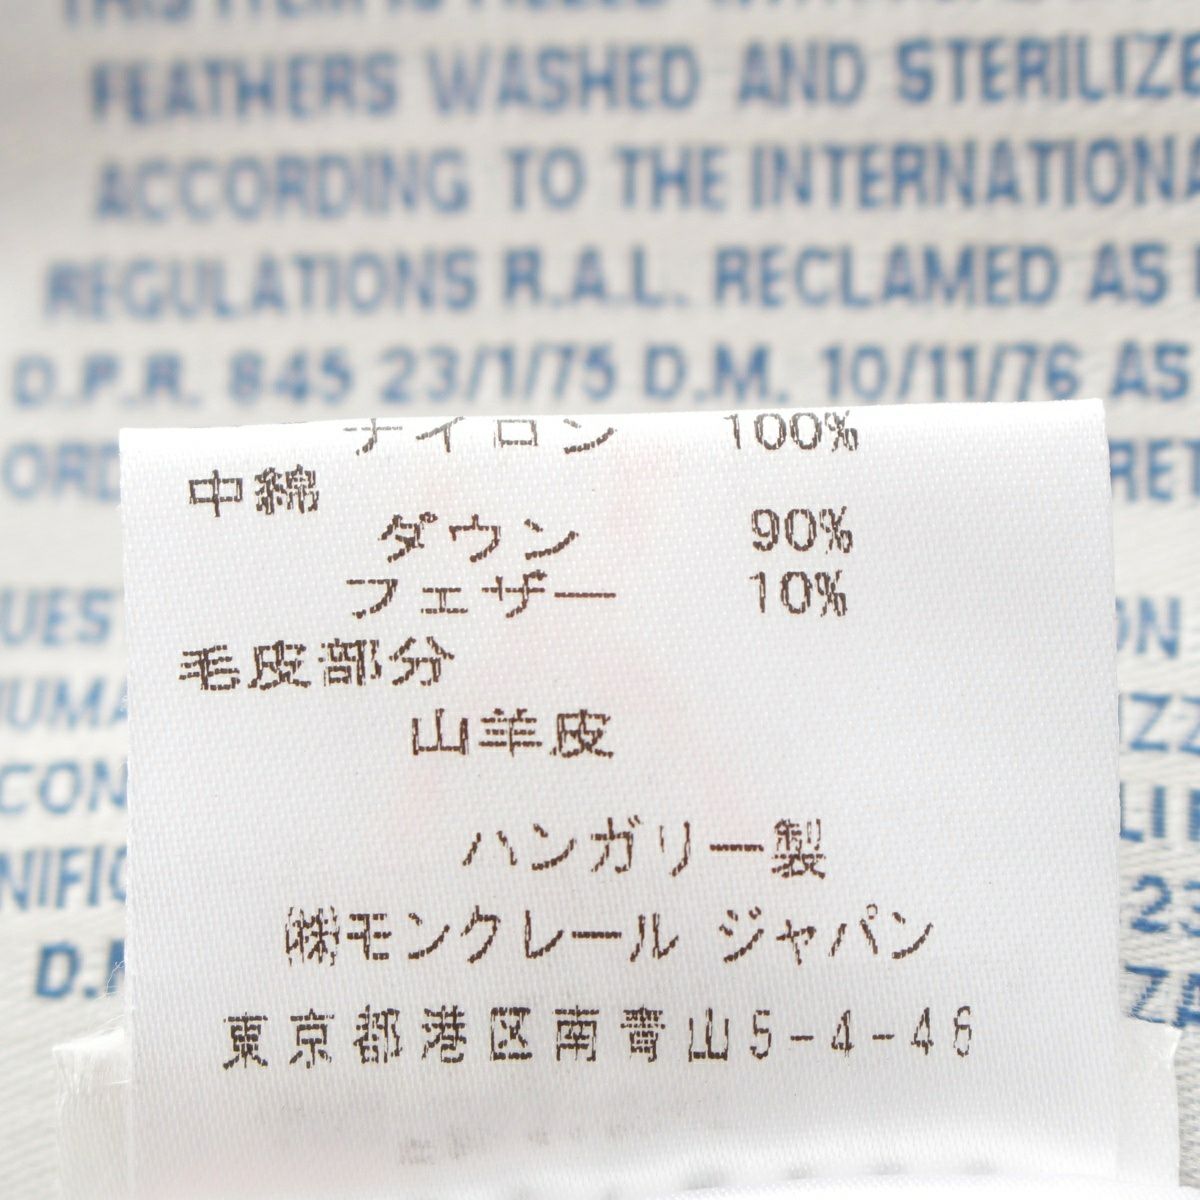 FEATHERS WASHED AND STERILIZE
ACCORDING TO THE INTERNATIONA
REGULATIONS R.A.L. RECLAMED AS
D.P.R. 845 23/1/75 D.M. 10/11/76 AS
ナイロン 100%
中綿
ダウン 90%
フェザー 10%
毛皮部分
山羊皮
ハンガリー製
㈱モンクレール ジャパン
東京都港区南青山5-4-46